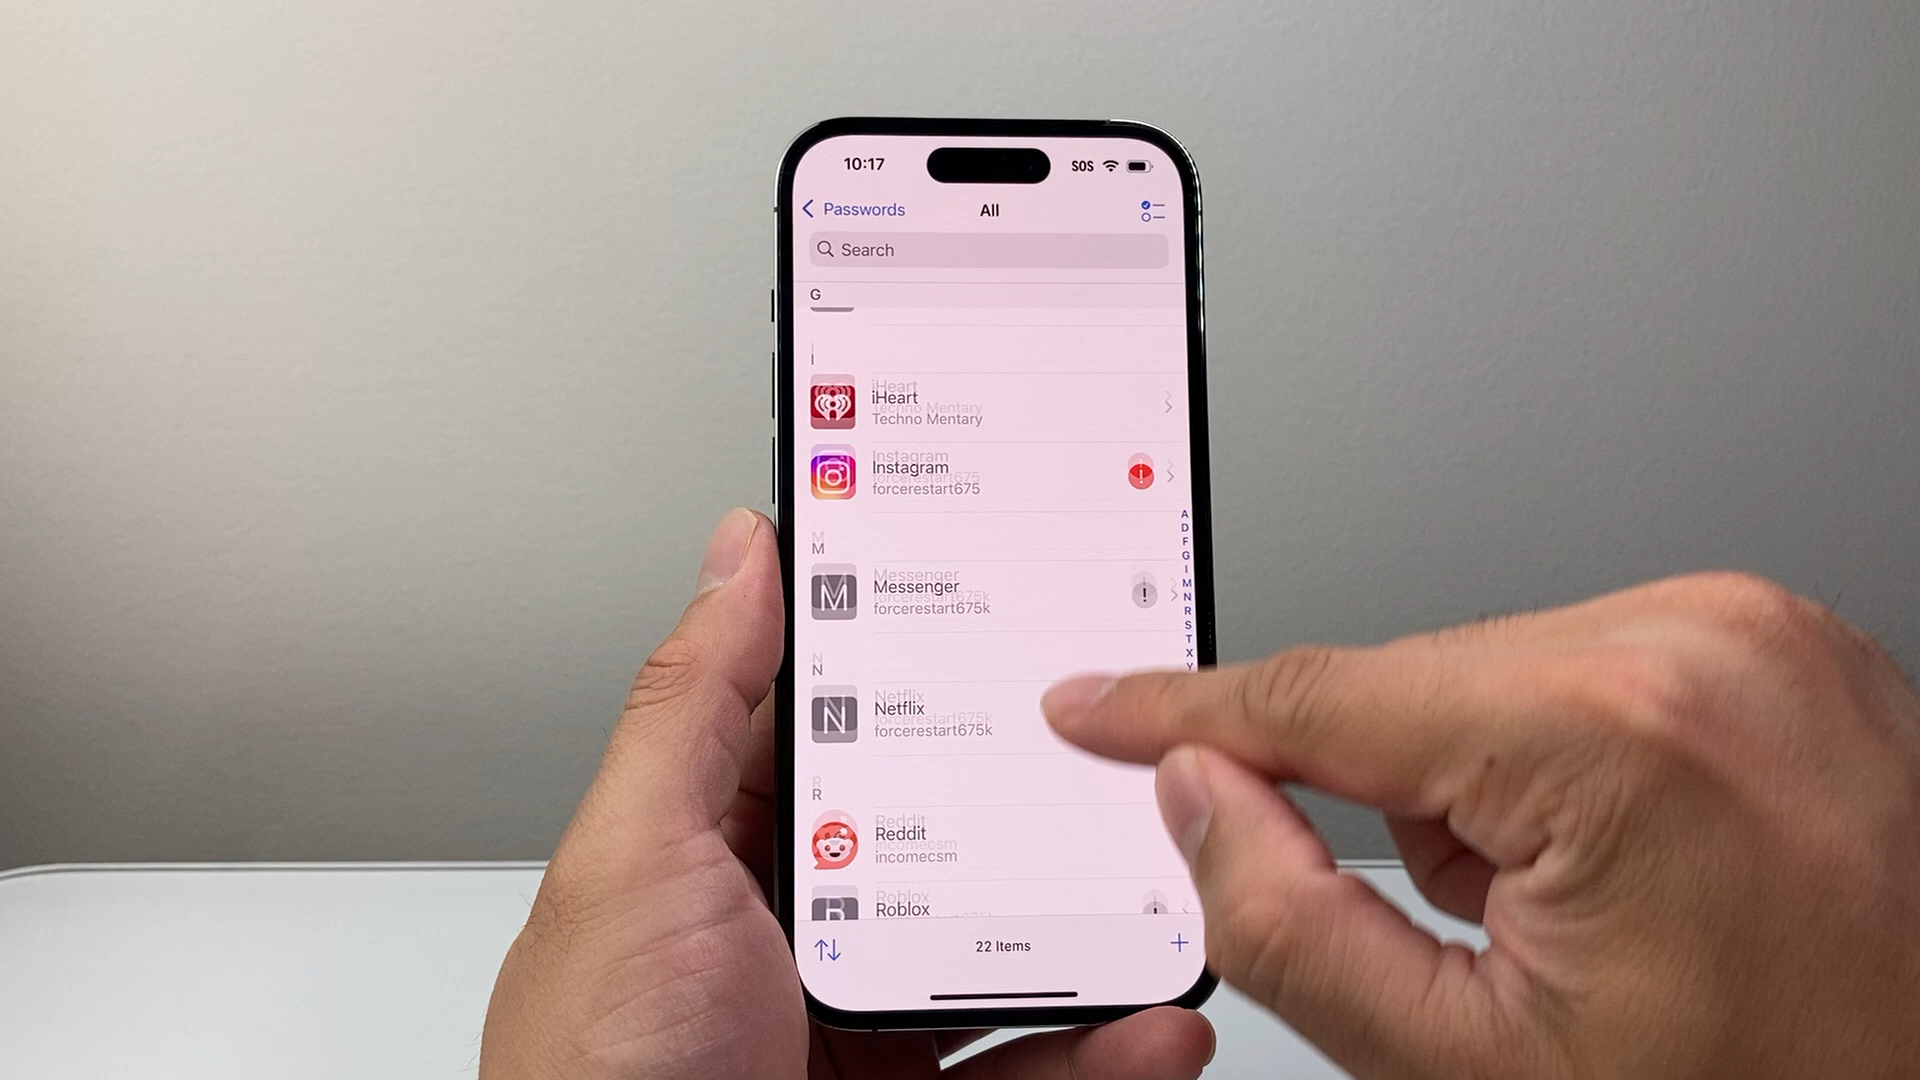 10:17
SOS
Passwords
All
Search
G
I
iHeart
Techno Mentary
Instagram
forcerestart675
M
M
Messenger
forcerestart675k
N
N
Netflix
forcerestart675k
R
Reddit
incomecsm
R
Roblox
22 Items
A
D
F
G
I
M
N
R
S
T
X
Y